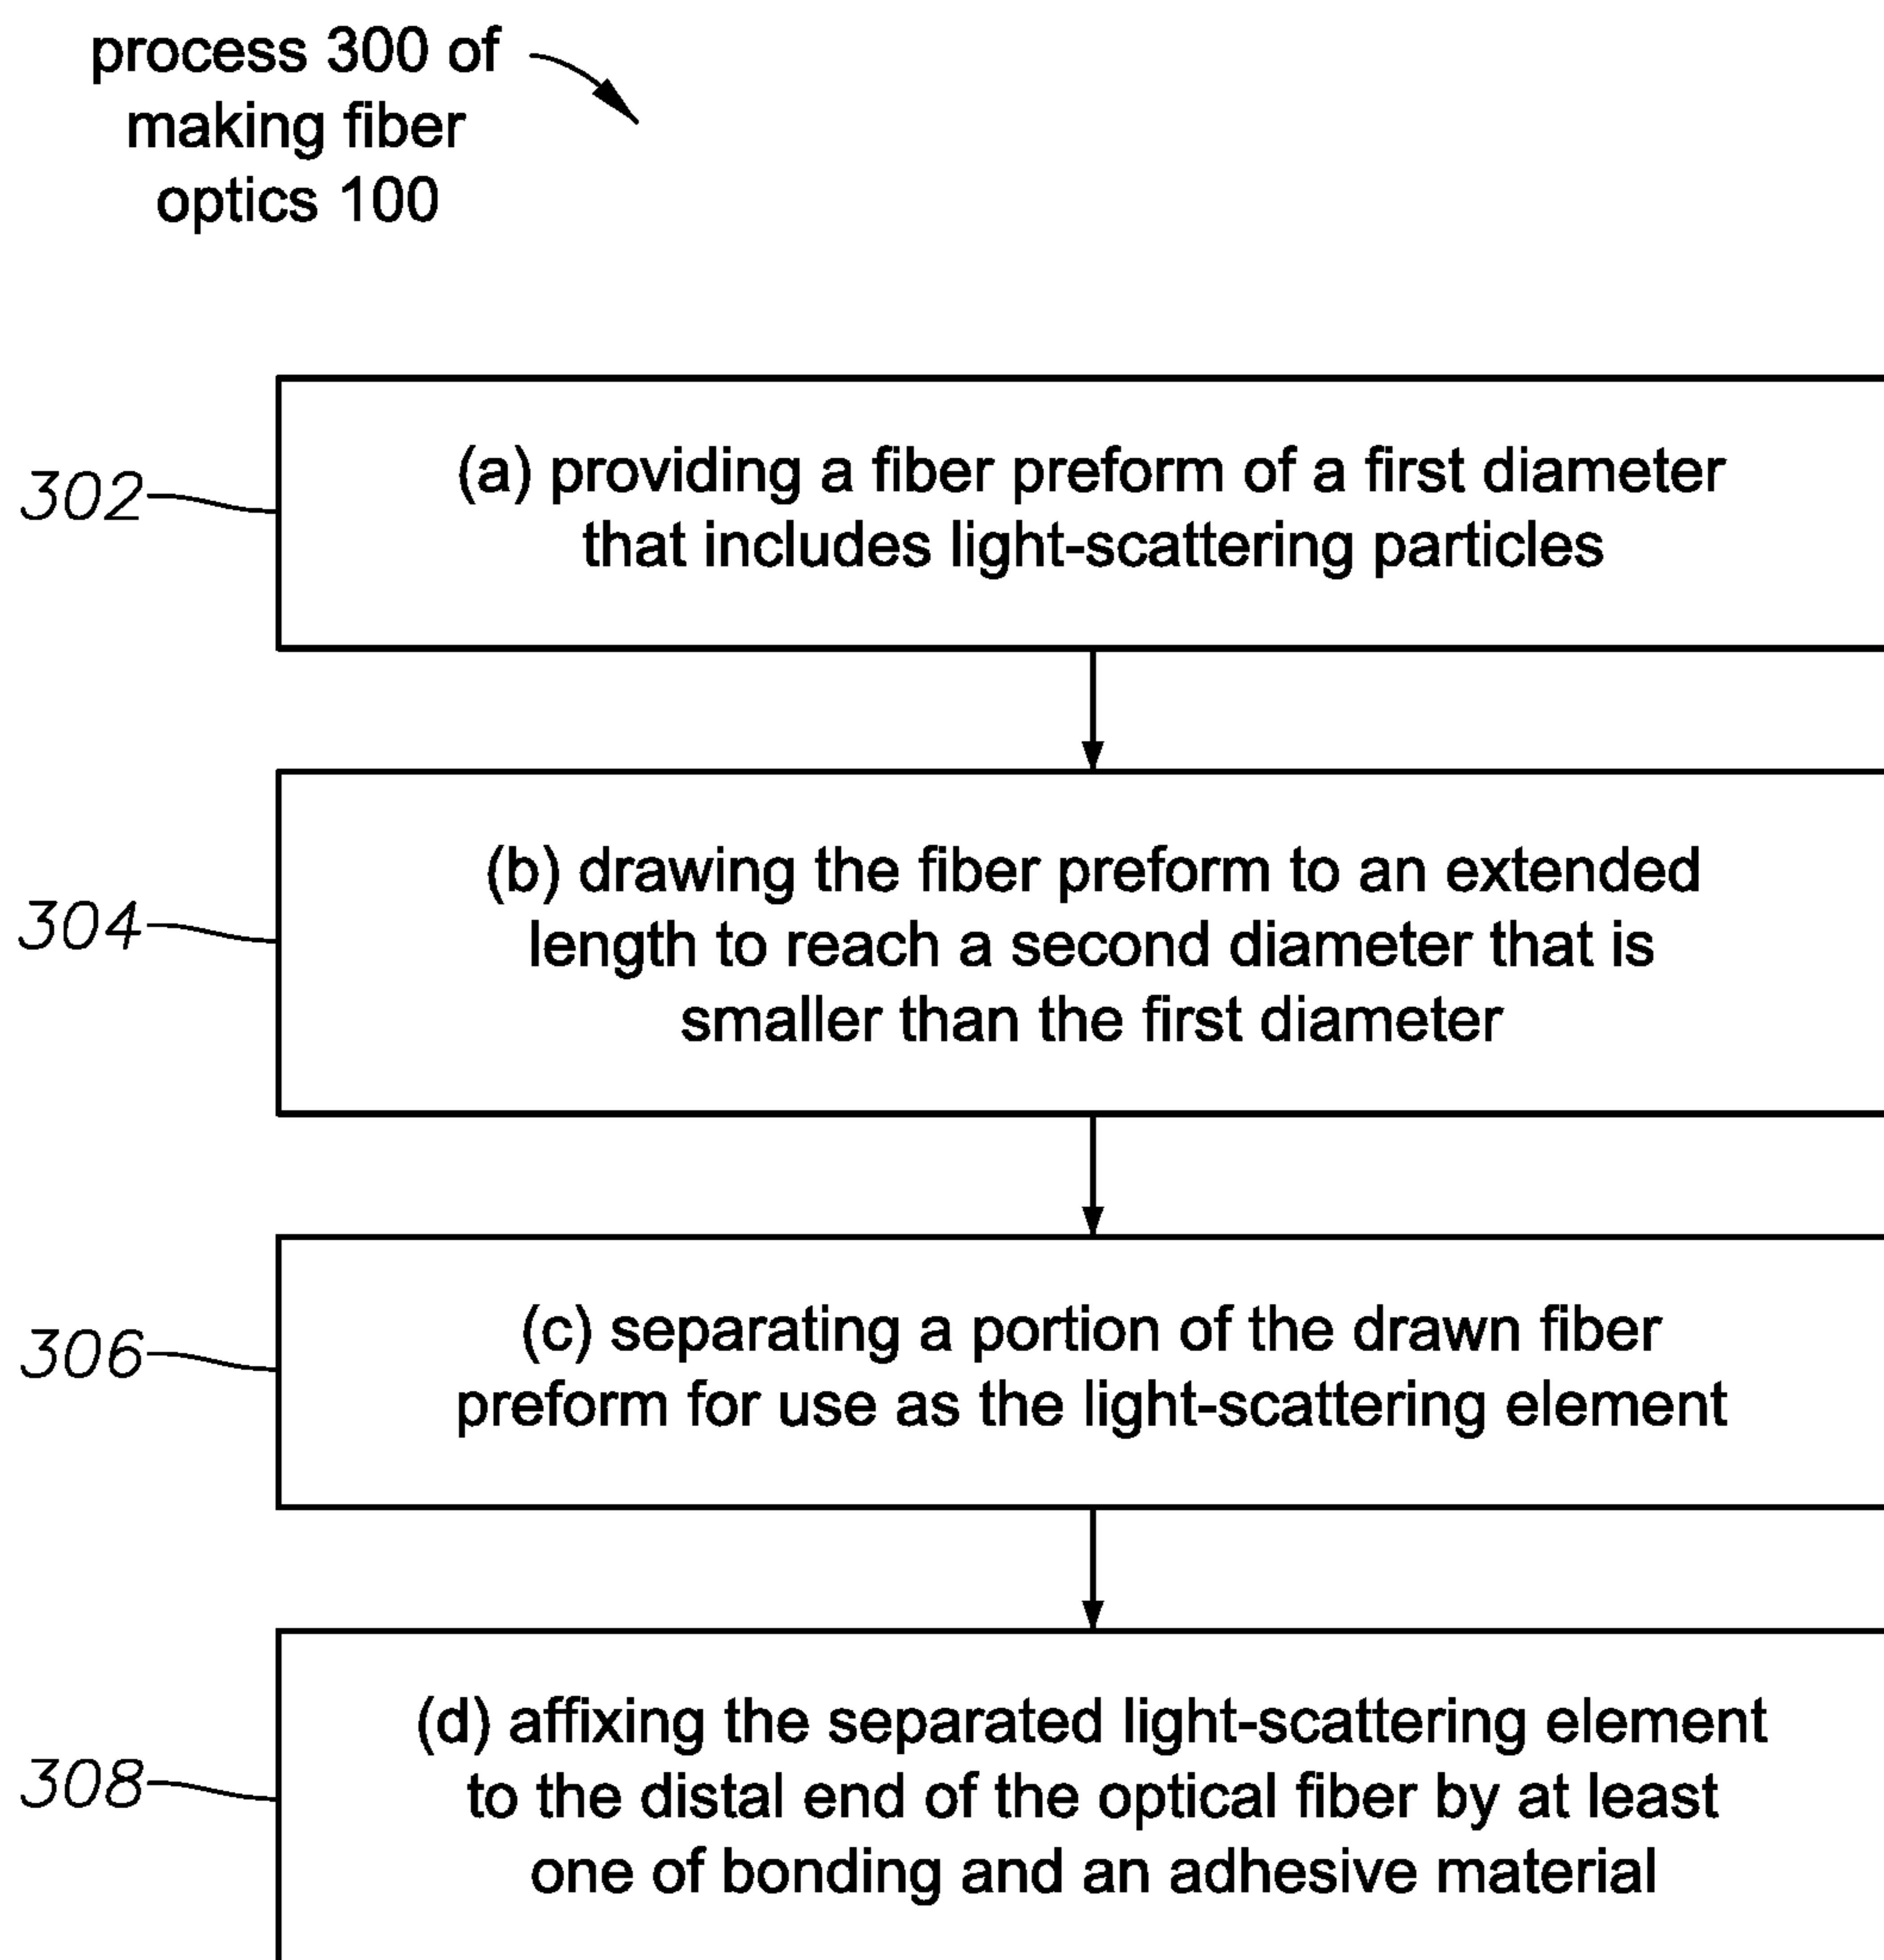 process 300 of
making fiber
optics 100
302
(a) providing a fiber preform of a first diameter
that includes light-scattering particles
304
(b) drawing the fiber preform to an extended
length to reach a second diameter that is
smaller than the first diameter
306
(c) separating a portion of the drawn fiber
preform for use as the light-scattering element
308
(d) affixing the separated light-scattering element
to the distal end of the optical fiber by at least
one of bonding and an adhesive material